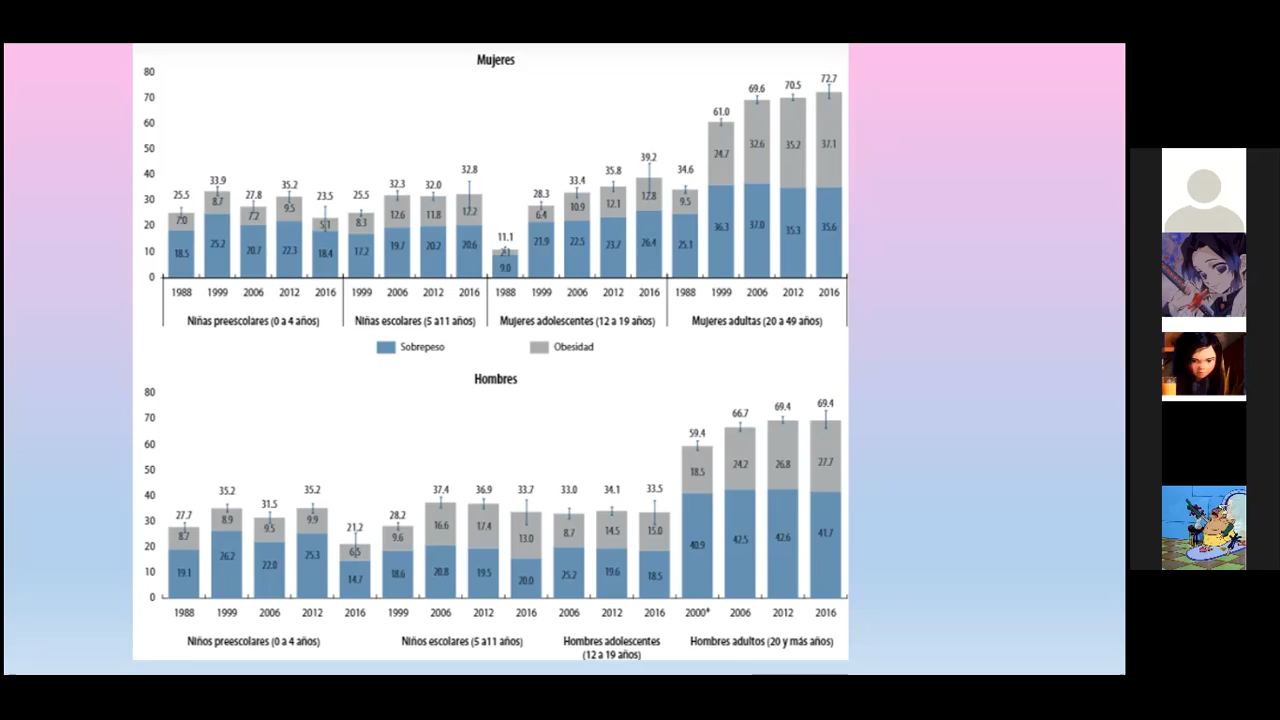 Mujeres
80
70
60
50
40
30
20
10
0
25.5 33.9 27.8 35.2 23.5 25.5 32.3 32.0 32.8 11.1 28.3 33.4 35.8 39.2 34.6 61.0 69.6 70.5 72.7
7.0 8.7 7.2 9.5 5.1 8.3 12.6 11.8 12.2 2.1 6.4 10.9 12.1 12.8 9.5 24.7 32.6 35.2 37.1
18.5 25.2 20.7 22.3 18.4 17.2 19.7 20.2 20.6 9.0 21.9 22.5 23.7 26.4 25.1 36.3 37.0 35.3 35.6
1988 1999 2006 2012 2016 1999 2006 2012 2016 1988 1999 2006 2012 2016 1988 1999 2006 2012 2016
Niñas preescolares (0 a 4 años) Niñas escolares (5 a11 años) Mujeres adolescentes (12 a 19 años) Mujeres adultas (20 a 49 años)
Sobrepeso Obesidad
Hombres
80
70
60
50
40
30
20
10
0
27.7 35.2 31.5 35.2 21.2 28.2 37.4 36.9 33.7 33.0 34.1 33.5 59.4 66.7 69.4 69.4
8.7 8.9 9.5 9.9 6.5 9.6 16.6 17.4 13.0 8.7 14.5 15.0 18.5 24.2 26.8 27.7
19.1 26.2 22.0 25.3 14.7 18.6 20.8 19.5 20.0 25.2 19.6 18.5 40.9 42.5 42.6 41.7
1988 1999 2006 2012 2016 1999 2006 2012 2016 2006 2012 2016 2000* 2006 2012 2016
Niños preescolares (0 a 4 años) Niños escolares (5 a11 años) Hombres adolescentes Hombres adultos (20 y más años)
(12 a 19 años)